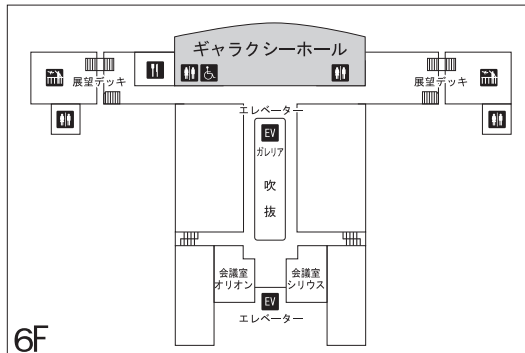 ギャラクシーホール
展望デッキ
展望デッキ
エレベーター
EV
ガレリア
吹
抜
会議室
オリオン
会議室
シリウス
EV
エレベーター
6F